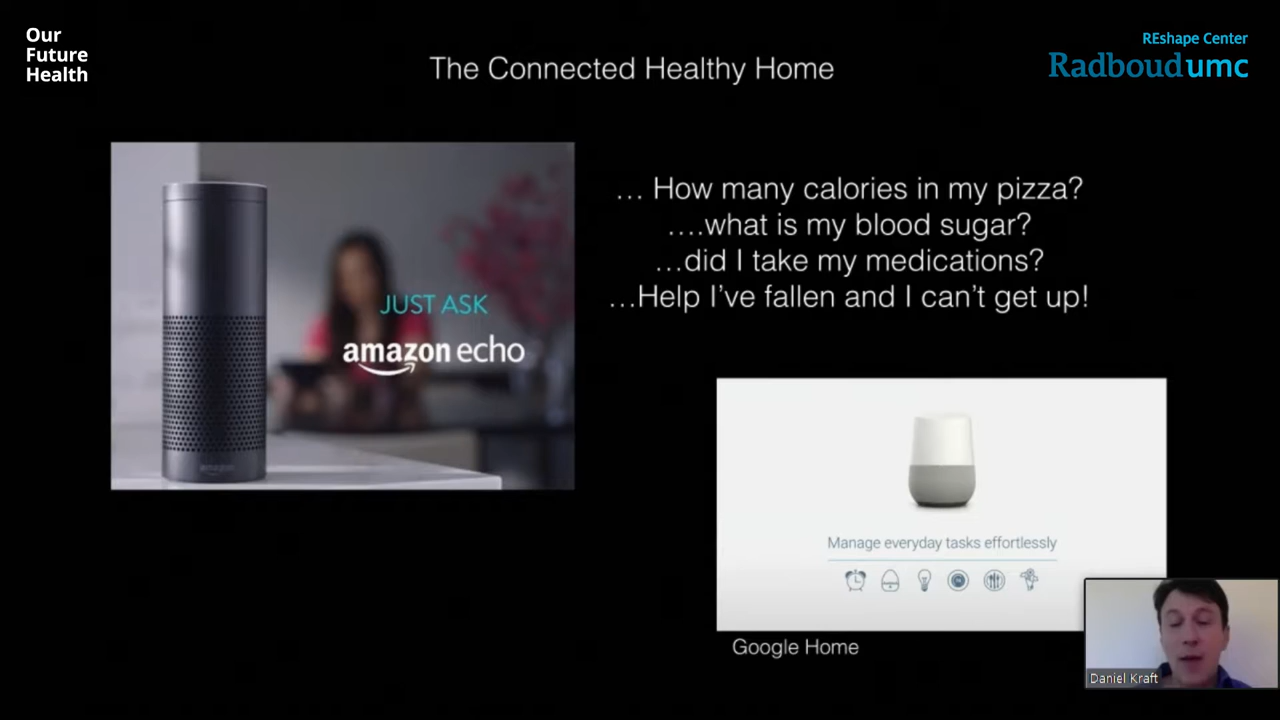 Our
Future
Health
The Connected Healthy Home
REshape Center
Radboudumc
… How many calories in my pizza?
….what is my blood sugar?
…did I take my medications?
…Help I’ve fallen and I can’t get up!
JUST ASK
amazon echo
amazon
Manage everyday tasks effortlessly
Google Home
Daniel Kraft